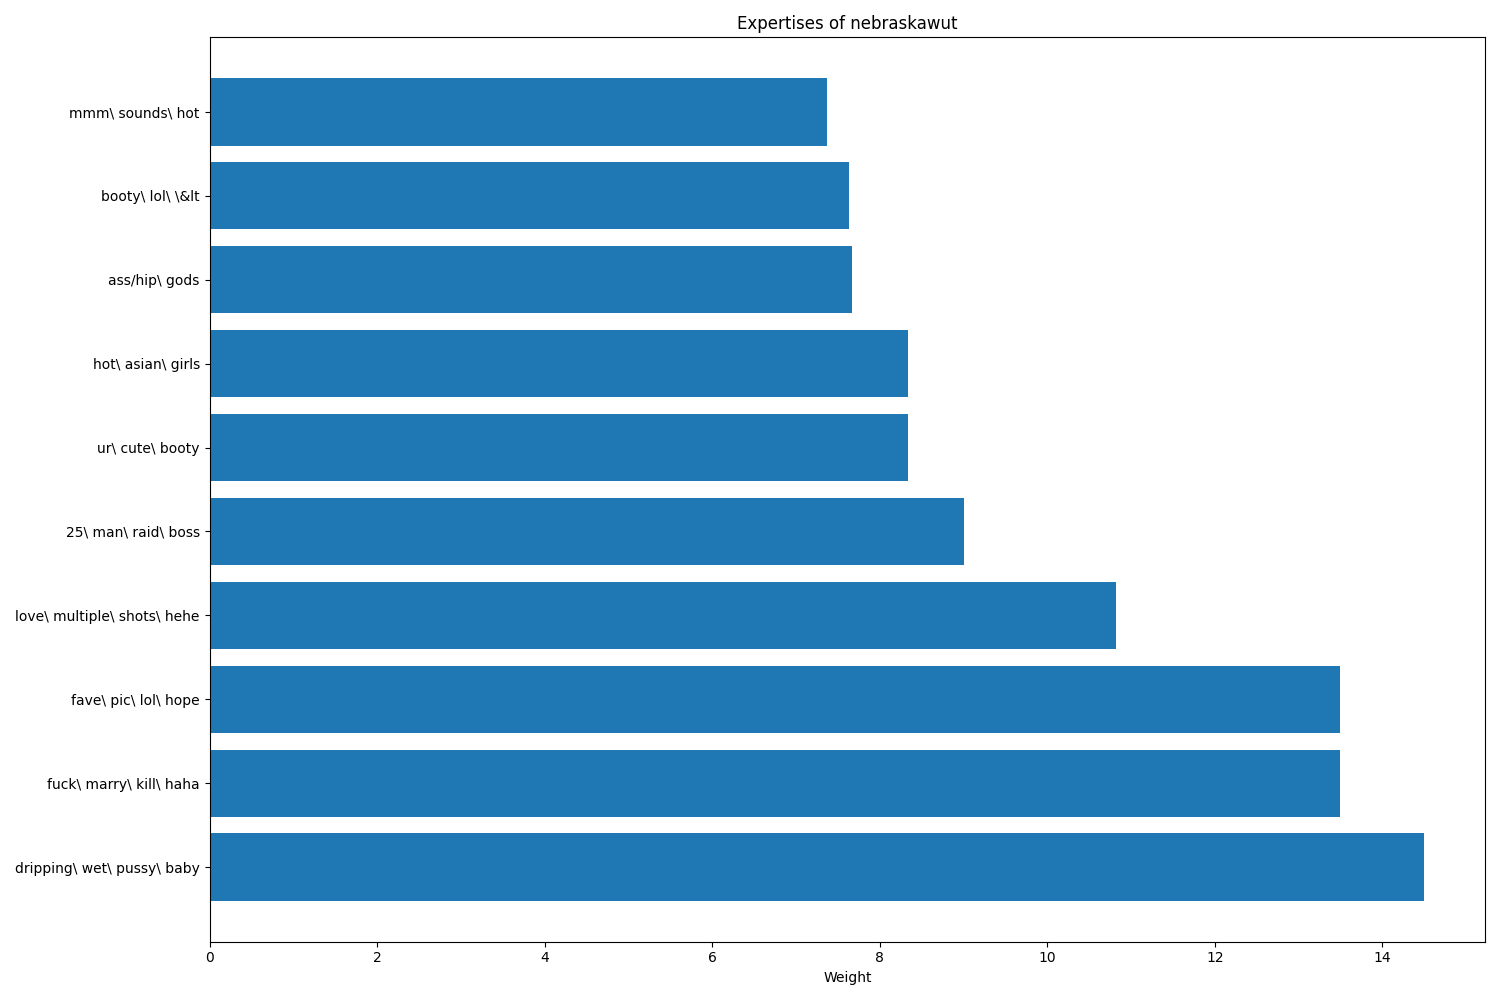 Expertises of nebraskawut
mmm\ sounds\ hot
booty\ lol\ \&lt
ass/hip\ gods
hot\ asian\ girls
ur\ cute\ booty
25\ man\ raid\ boss
love\ multiple\ shots\ hehe
fave\ pic\ lol\ hope
fuck\ marry\ kill\ haha
dripping\ wet\ pussy\ baby
0 2 4 6 8 10 12 14
Weight